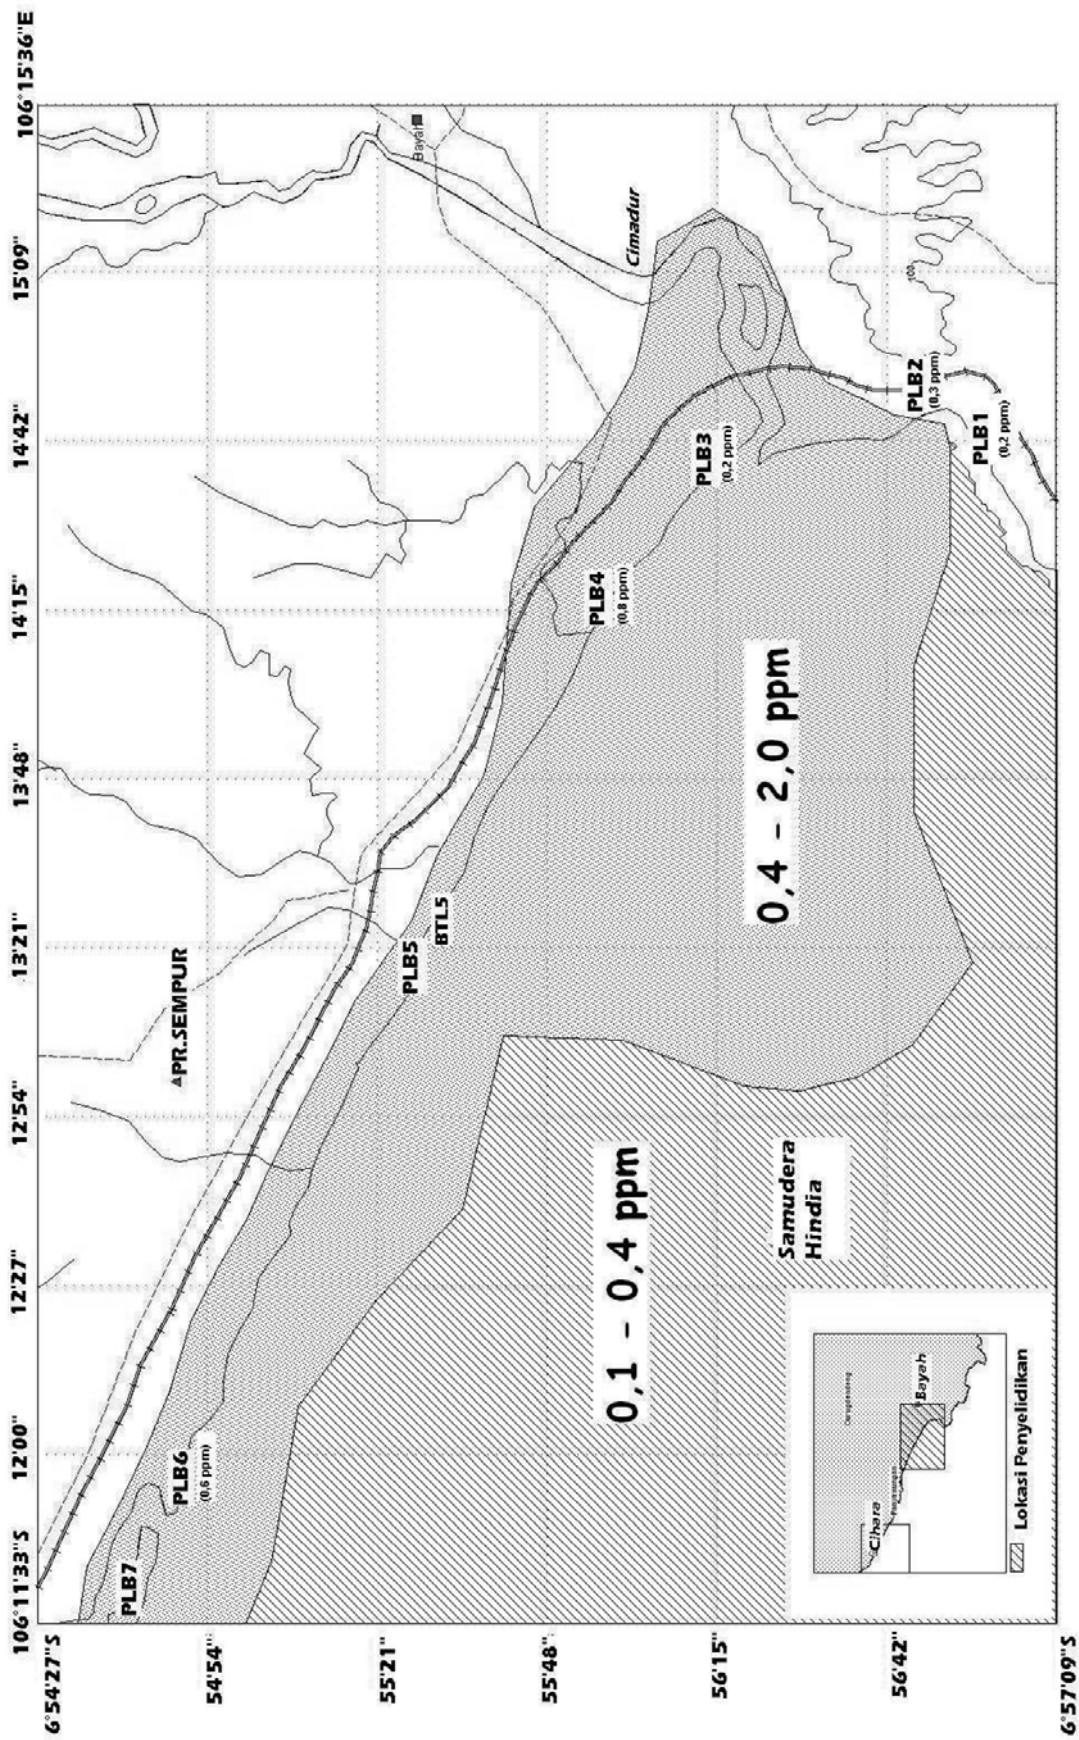 106°11'33"S
12'00"
12'27"
12'54"
13'21"
13'48"
14'15"
14'42"
15'09"
106°15'36"E
6°54'27"S
54'54"
55'21"
55'48"
56'15"
56'42"
6°57'09"S
Bayah
Cimadur
PR.SEMPUR
PLB7
PLB6
(0,6 ppm)
PLB5
BTL5
PLB4
(0,8 ppm)
PLB3
(0,2 ppm)
PLB2
(0,3 ppm)
PLB1
(0,2 ppm)
100
0,4 – 2,0 ppm
0,1 – 0,4 ppm
Samudera
Hindia
Cihara
Bayah
Lokasi Penyelidikan